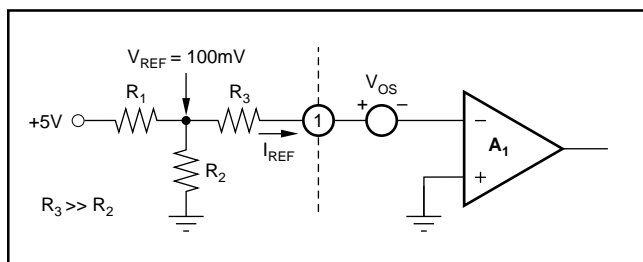 V_REF = 100mV
R_1
R_3
V_OS
+5V
1
+ −
−
A_1
I_REF
R_2
+
R_3 >> R_2